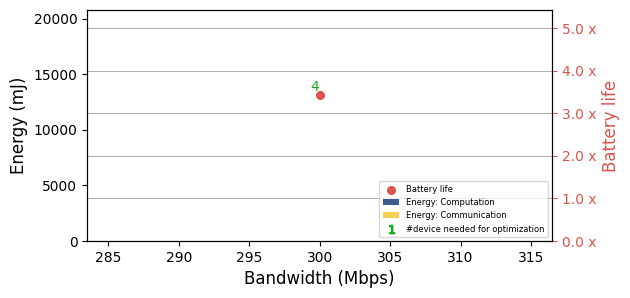 20000
15000
10000
5000
0
Energy (mJ)
4
5.0 x
4.0 x
3.0 x
2.0 x
1.0 x
0.0 x
Battery life
Battery life
Energy: Computation
Energy: Communication
1 #device needed for optimization
285 290 295 300 305 310 315
Bandwidth (Mbps)